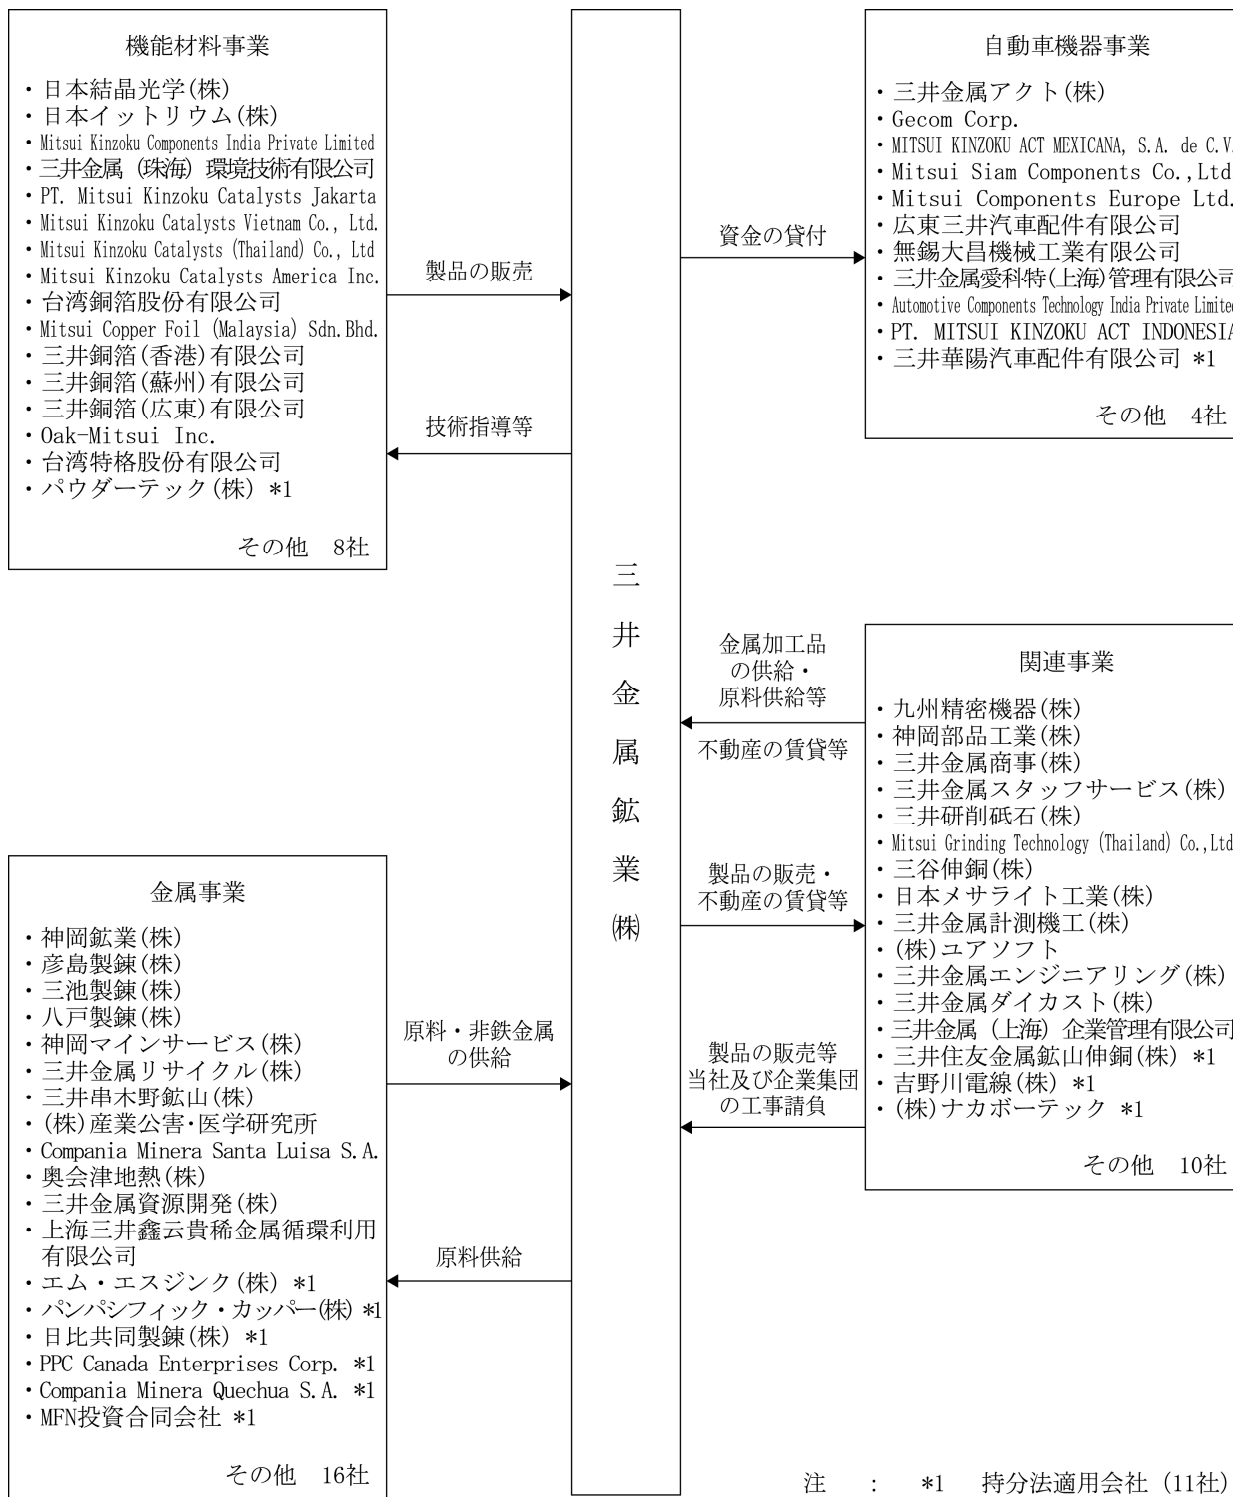 機能材料事業
・日本結晶光学(株)
・日本イットリウム(株)
・Mitsui Kinzoku Components India Private Limited
・三井金属（珠海）環境技術有限公司
・PT. Mitsui Kinzoku Catalysts Jakarta
・Mitsui Kinzoku Catalysts Vietnam Co., Ltd.
・Mitsui Kinzoku Catalysts (Thailand) Co., Ltd
・Mitsui Kinzoku Catalysts America Inc.
・台湾銅箔股份有限公司
・Mitsui Copper Foil (Malaysia) Sdn.Bhd.
・三井銅箔(香港)有限公司
・三井銅箔(蘇州)有限公司
・三井銅箔(広東)有限公司
・Oak-Mitsui Inc.
・台湾特格股份有限公司
・パウダーテック(株) *1
その他　8社
製品の販売
技術指導等
金属事業
・神岡鉱業(株)
・彦島製錬(株)
・三池製錬(株)
・八戸製錬(株)
・神岡マインサービス(株)
・三井金属リサイクル(株)
・三井串木野鉱山(株)
・(株)産業公害･医学研究所
・Compania Minera Santa Luisa S.A.
・奥会津地熱(株)
・三井金属資源開発(株)
・上海三井鑫云貴稀金属循環利用
有限公司
・エム・エスジンク(株) *1
・パンパシフィック・カッパー(株) *1
・日比共同製錬(株) *1
・PPC Canada Enterprises Corp. *1
・Compania Minera Quechua S.A. *1
・MFN投資合同会社 *1
その他　16社
原料・非鉄金属
の供給
原料供給
三井金属鉱業㈱
資金の貸付
自動車機器事業
・三井金属アクト(株)
・Gecom Corp.
・MITSUI KINZOKU ACT MEXICANA, S.A. de C.V.
・Mitsui Siam Components Co.,Ltd
・Mitsui Components Europe Ltd.
・広東三井汽車配件有限公司
・無錫大昌機械工業有限公司
・三井金属愛科特(上海)管理有限公司
・Automotive Components Technology India Private Limited
・PT. MITSUI KINZOKU ACT INDONESIA
・三井華陽汽車配件有限公司 *1
その他　4社
金属加工品
の供給・
原料供給等
不動産の賃貸等
製品の販売・
不動産の賃貸等
製品の販売等
当社及び企業集団
の工事請負
関連事業
・九州精密機器(株)
・神岡部品工業(株)
・三井金属商事(株)
・三井金属スタッフサービス(株)
・三井研削砥石(株)
・Mitsui Grinding Technology (Thailand) Co.,Ltd
・三谷伸銅(株)
・日本メサライト工業(株)
・三井金属計測機工(株)
・(株)ユアソフト
・三井金属エンジニアリング(株)
・三井金属ダイカスト(株)
・三井金属（上海）企業管理有限公司
・三井住友金属鉱山伸銅(株) *1
・吉野川電線(株) *1
・(株)ナカボーテック *1
その他　10社
注　：　*1　持分法適用会社 (11社)